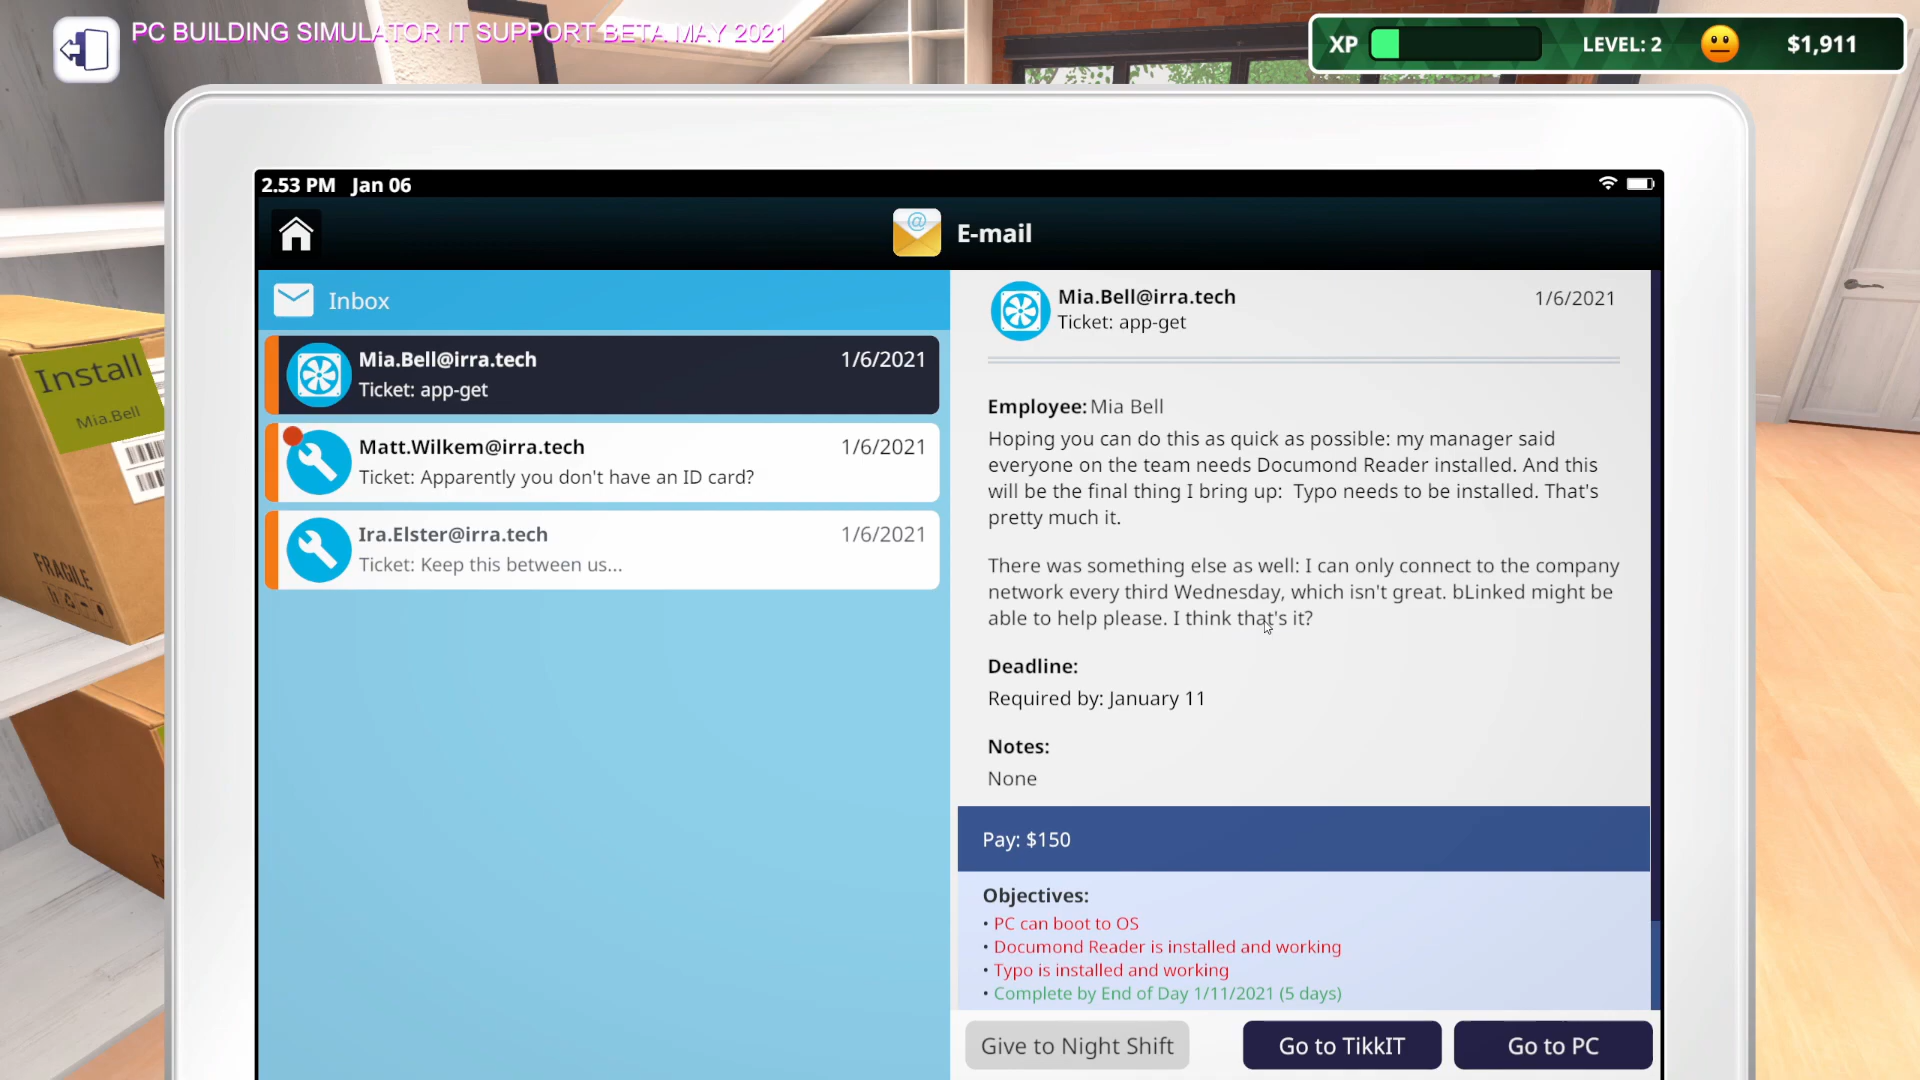 PC BUILDING SIMULATOR IT SUPPORT BETA MAY 2021
XP
LEVEL: 2
$1,911
2.53 PM Jan 06
E-mail
Inbox
Mia.Bell@irra.tech
1/6/2021
Ticket: app-get
Matt.Wilkem@irra.tech
1/6/2021
Ticket: Apparently you don't have an ID card?
Ira.Elster@irra.tech
1/6/2021
Ticket: Keep this between us...
Mia.Bell@irra.tech
1/6/2021
Ticket: app-get
Employee: Mia Bell
Hoping you can do this as quick as possible: my manager said
everyone on the team needs Documond Reader installed. And this
will be the final thing I bring up:  Typo needs to be installed. That's
pretty much it.
There was something else as well: I can only connect to the company
network every third Wednesday, which isn't great. bLinked might be
able to help please. I think that's it?
Deadline:
Required by: January 11
Notes:
None
Pay: $150
Objectives:
• PC can boot to OS
• Documond Reader is installed and working
• Typo is installed and working
• Complete by End of Day 1/11/2021 (5 days)
Give to Night Shift
Go to TikkIT
Go to PC
Install
Mia.Bell
FRAGILE